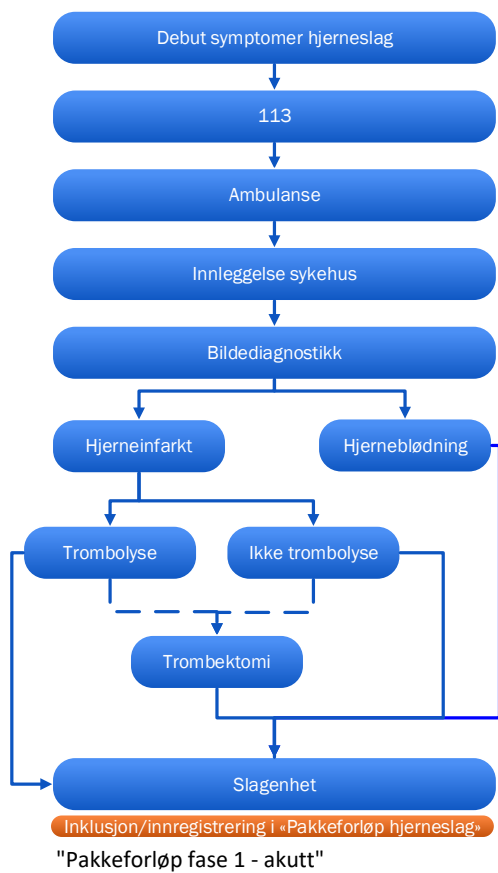 Debut symptomer hjerneslag
113
Ambulanse
Innleggelse sykehus
Bildediagnostikk
Hjerneinfarkt
Hjerneblødning
Trombolyse
Ikke trombolyse
Trombektomi
Slagenhet
Inklusjon/innregistrering i «Pakkeforløp hjerneslag»
"Pakkeforløp fase 1 - akutt"